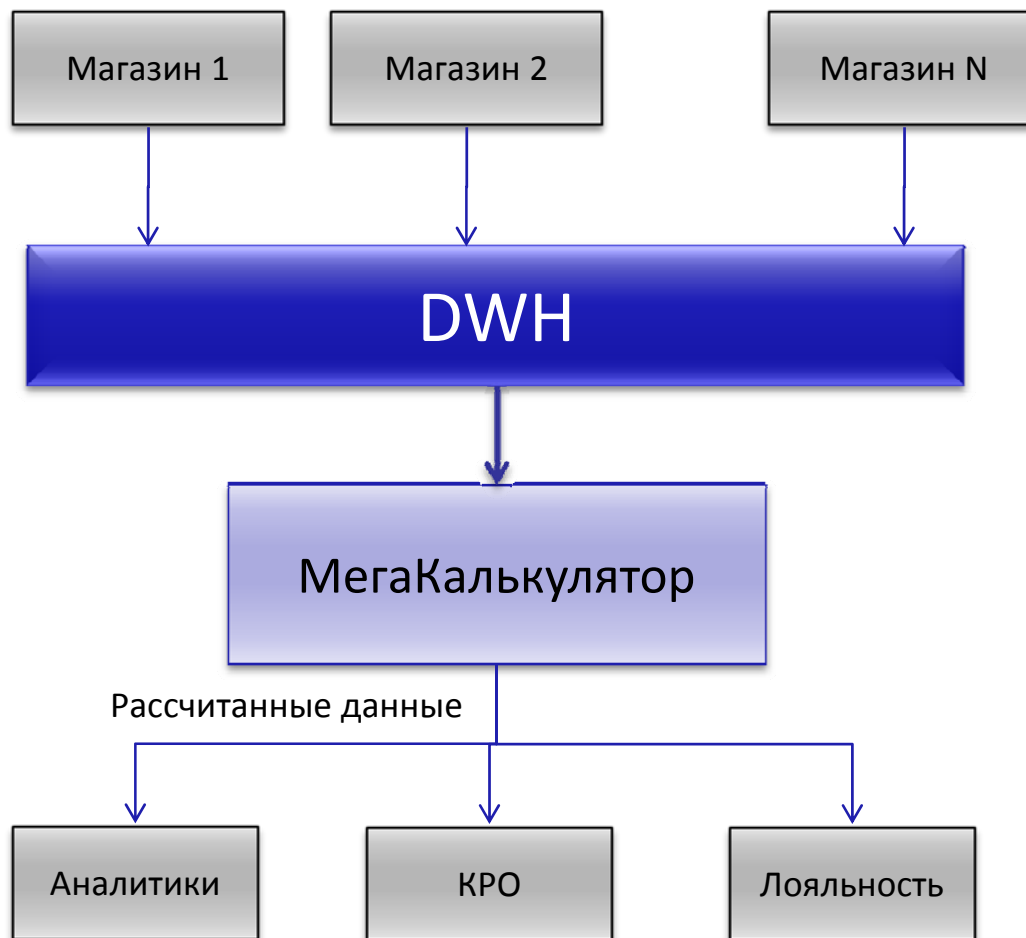 Магазин 1
Магазин 2
Магазин N
DWH
МегаКалькулятор
Рассчитанные данные
Аналитики
КРО
Лояльность